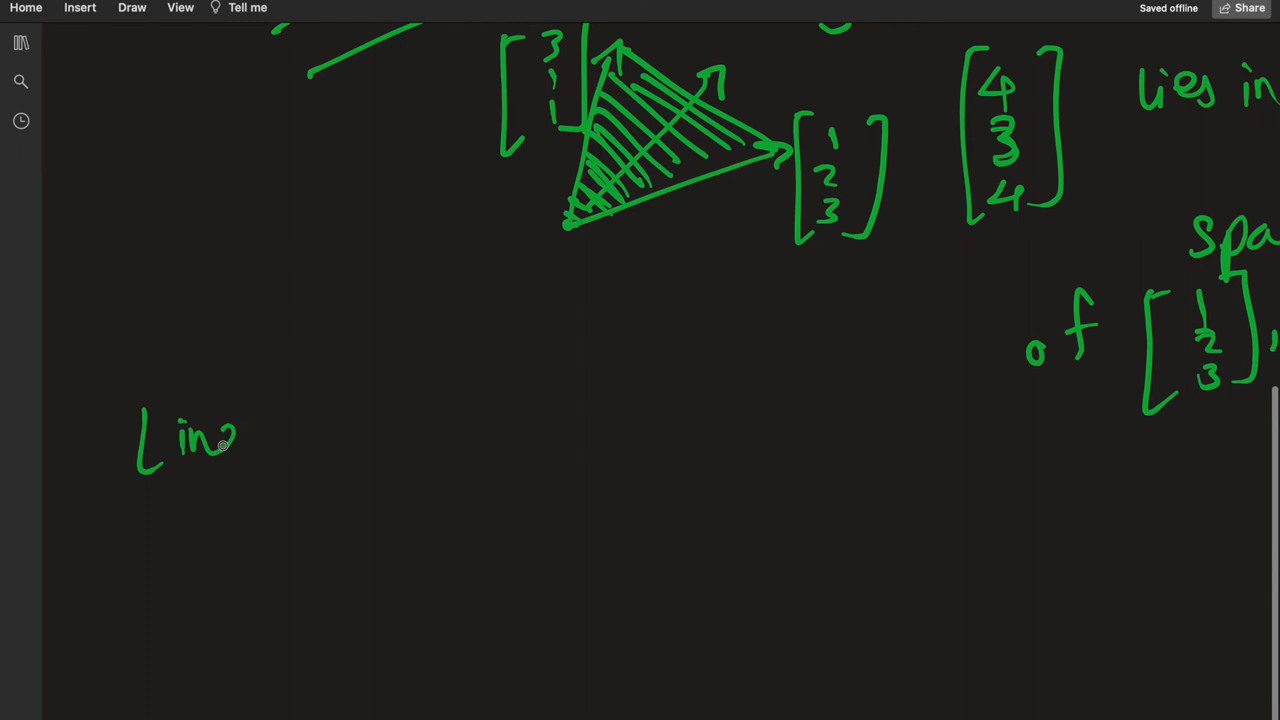 Home Insert Draw View Tell me Saved offline Share
[3 1 1]
[1 2 3]
[4 3 4] lies in
spa
of [1 2 3],
Line